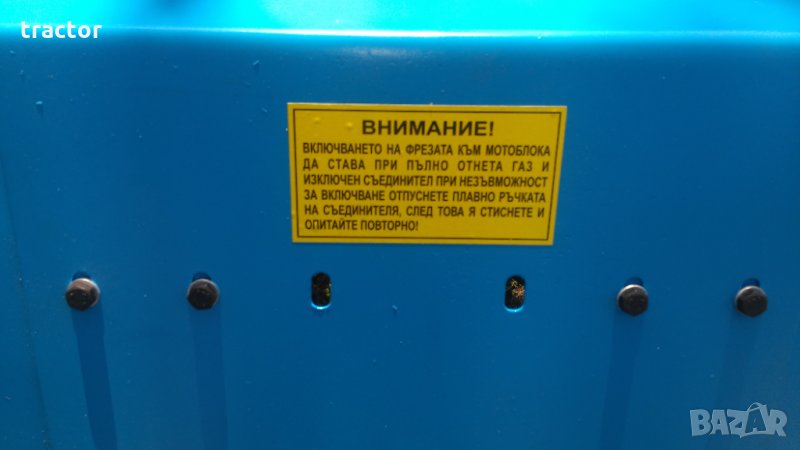 tractor
ВНИМАНИЕ!
ВКЛЮЧВАНЕТО НА ФРЕЗАТА КЪМ МОТОБЛОКА
ДА СТАВА ПРИ ПЪЛНО ОТНЕТА ГАЗ И
ИЗКЛЮЧЕН СЪЕДИНИТЕЛ ПРИ НЕЗЪВМОЖНОСТ
ЗА ВКЛЮЧВАНЕ ОТПУСНЕТЕ ПЛАВНО РЪЧКАТА
НА СЪЕДИНИТЕЛЯ, СЛЕД ТОВА Я СТИСНЕТЕ И
ОПИТАЙТЕ ПОВТОРНО!
BAZAR